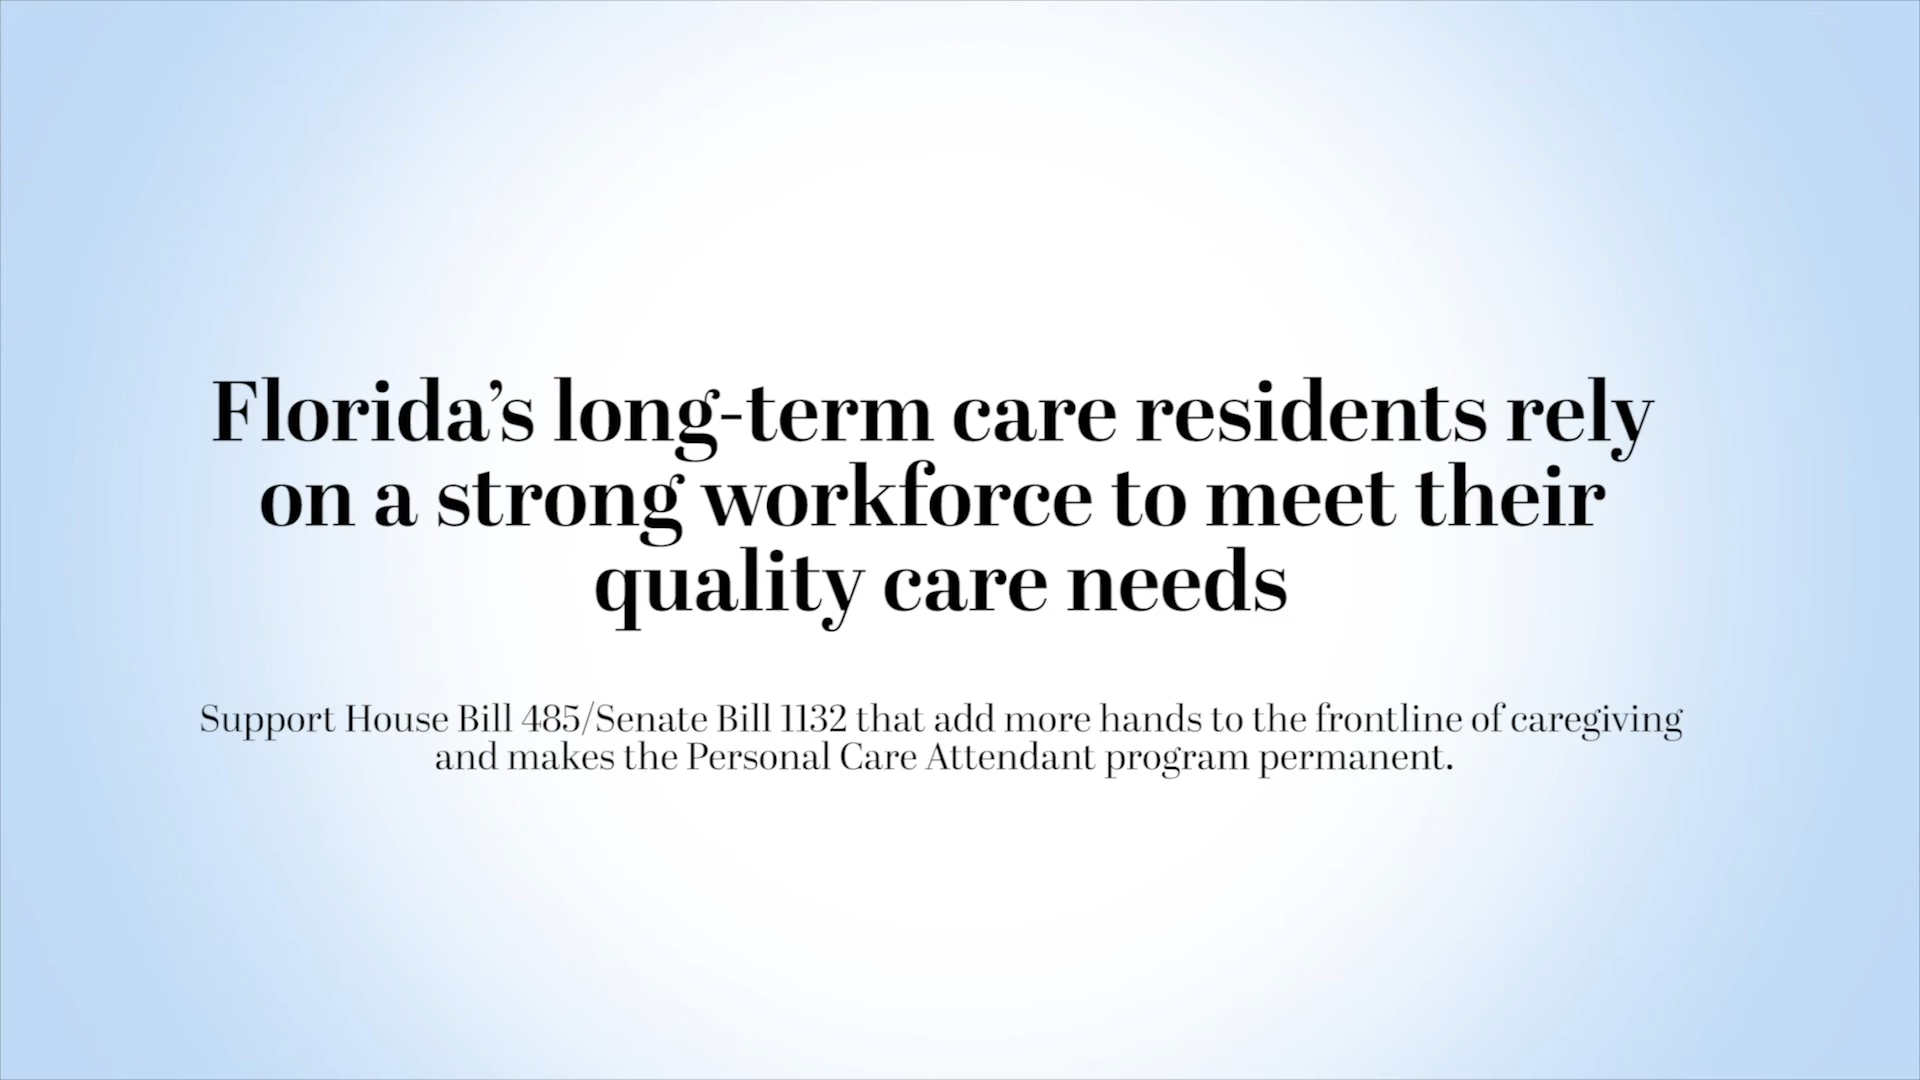 Florida’s long-term care residents rely
on a strong workforce to meet their
quality care needs
Support House Bill 485/Senate Bill 1132 that add more hands to the frontline of caregiving
and makes the Personal Care Attendant program permanent.